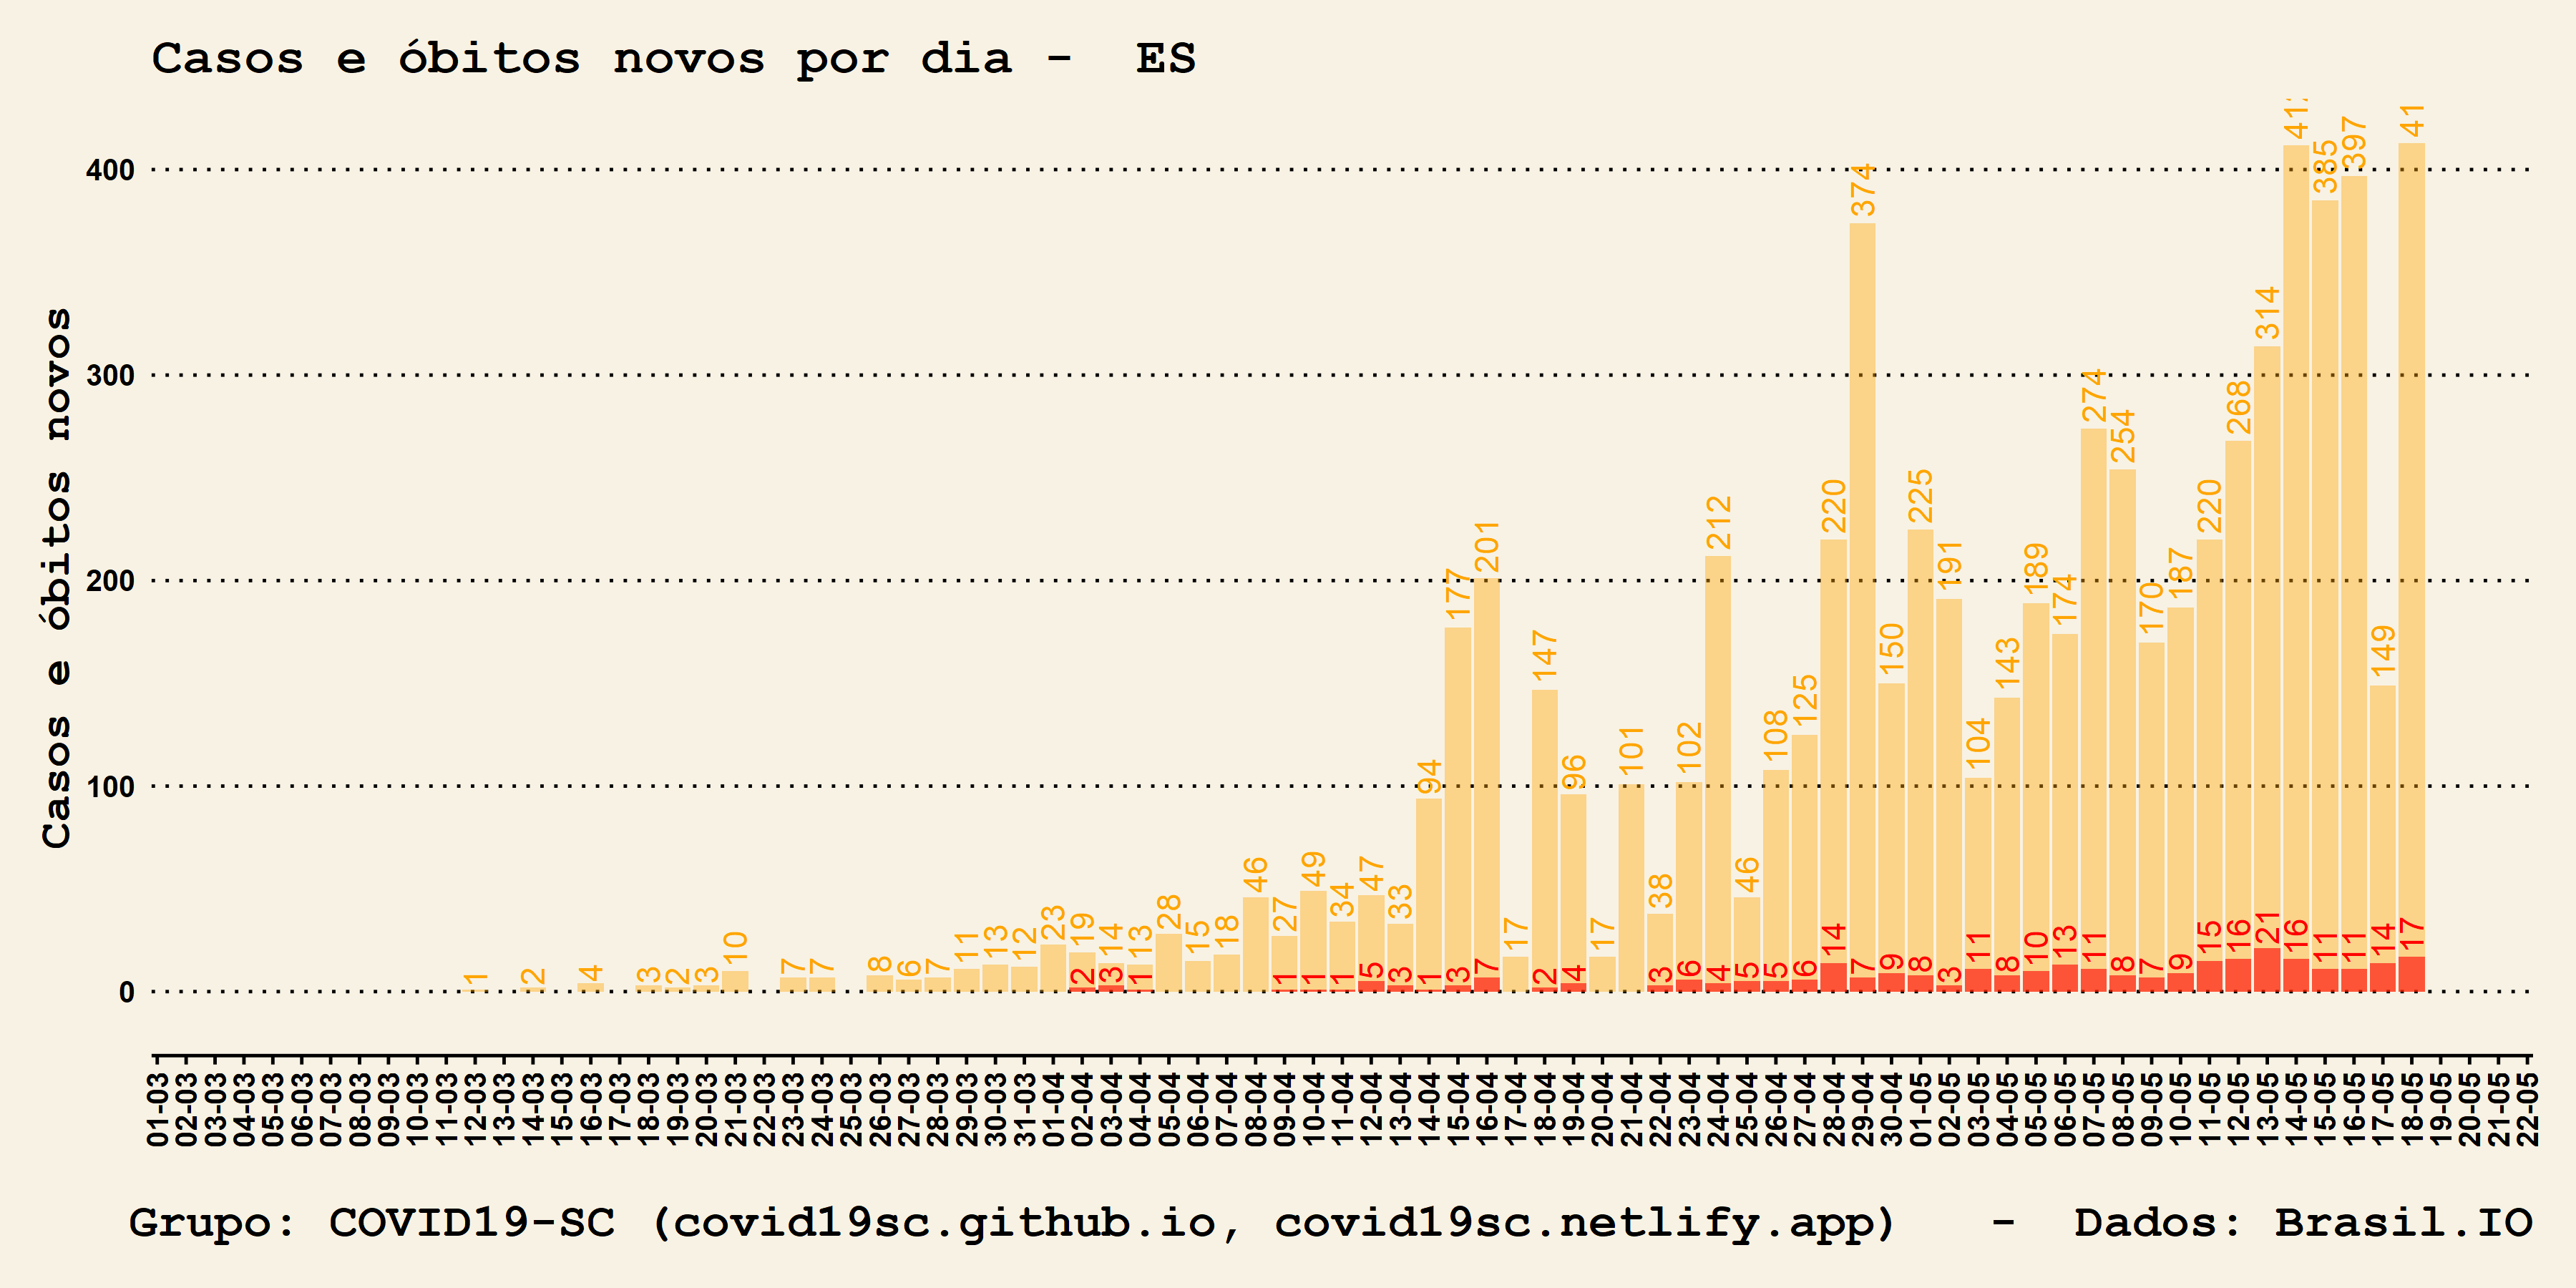 Casos e óbitos novos por dia -  ES
Casos e óbitos novos
400
300
200
100
0
1 2 4 3 2 3 10 7 7 8 6 7 11 13 12 23 19 14 13 28 15 18 46 27 49 34 47 33 94 177 201 17 147 96 17 101 38 102 212 46 108 125 220 374 150 225 191 104 143 189 174 274 254 170 187 220 268 314 385 397 149
2 3 1 1 1 1 5 3 1 3 7 2 4 3 6 4 5 5 6 14 7 9 8 3 11 8 10 13 11 8 7 9 15 16 21 16 11 11 14 17
01-03 02-03 03-03 04-03 05-03 06-03 07-03 08-03 09-03 10-03 11-03 12-03 13-03 14-03 15-03 16-03 17-03 18-03 19-03 20-03 21-03 22-03 23-03 24-03 25-03 26-03 27-03 28-03 29-03 30-03 31-03 01-04 02-04 03-04 04-04 05-04 06-04 07-04 08-04 09-04 10-04 11-04 12-04 13-04 14-04 15-04 16-04 17-04 18-04 19-04 20-04 21-04 22-04 23-04 24-04 25-04 26-04 27-04 28-04 29-04 30-04 01-05 02-05 03-05 04-05 05-05 06-05 07-05 08-05 09-05 10-05 11-05 12-05 13-05 14-05 15-05 16-05 17-05 18-05 19-05 20-05 21-05 22-05
Grupo: COVID19-SC (covid19sc.github.io, covid19sc.netlify.app)  -  Dados: Brasil.IO